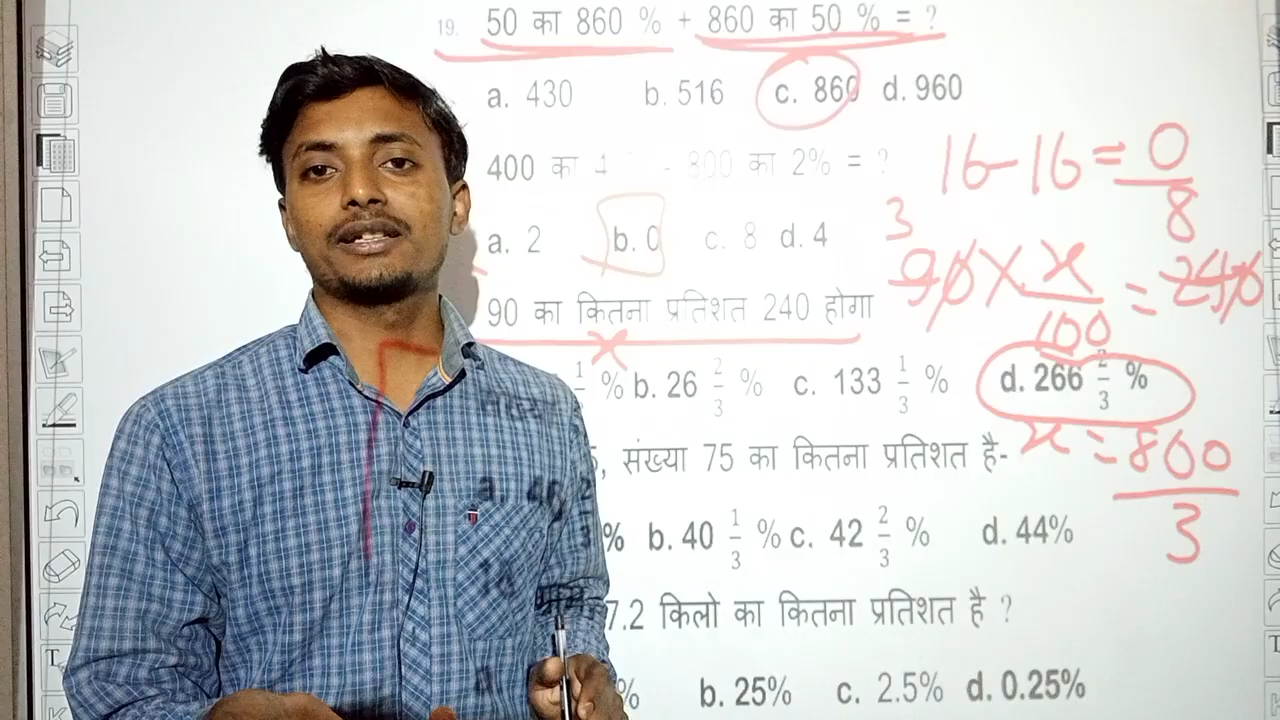 19. 50 का 860 % + 860 का 50 % = ?
a. 430 b. 516 c. 860 d. 960
400 का 4 - 800 का 2% = ?
16-16=0
8
a. 2 b. 0 c. 8 d. 4
3
90 का कितना प्रतिशत 240 होगा
90 × x/100 = 240
1/3 % b. 26 2/3 % c. 133 1/3 % d. 266 2/3 %
x = 800/3
संख्या 75 का कितना प्रतिशत है-
% b. 40 1/3 % c. 42 2/3 % d. 44%
7.2 किलो का कितना प्रतिशत है ?
% b. 25% c. 2.5% d. 0.25%